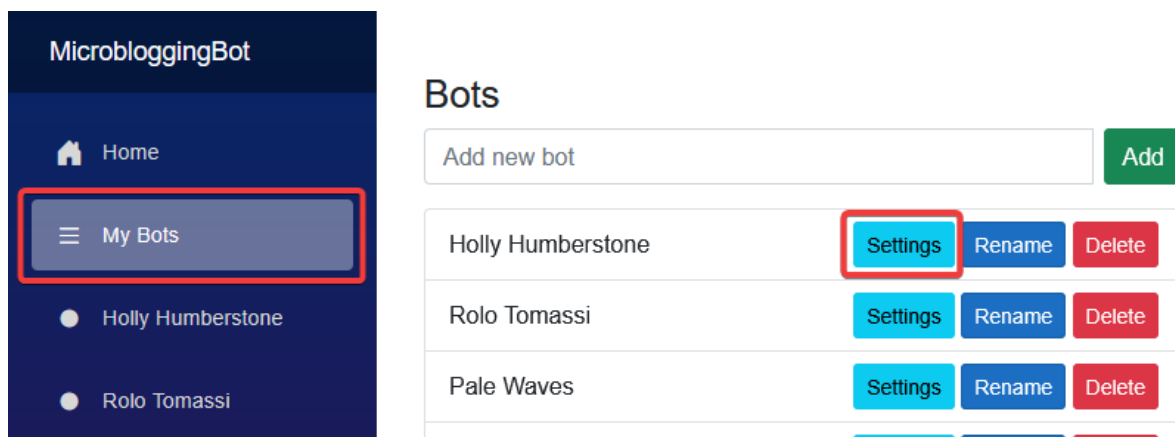 MicrobloggingBot
Home
My Bots
Holly Humberstone
Rolo Tomassi
Bots
Add new bot Add
Holly Humberstone Settings Rename Delete
Rolo Tomassi Settings Rename Delete
Pale Waves Settings Rename Delete